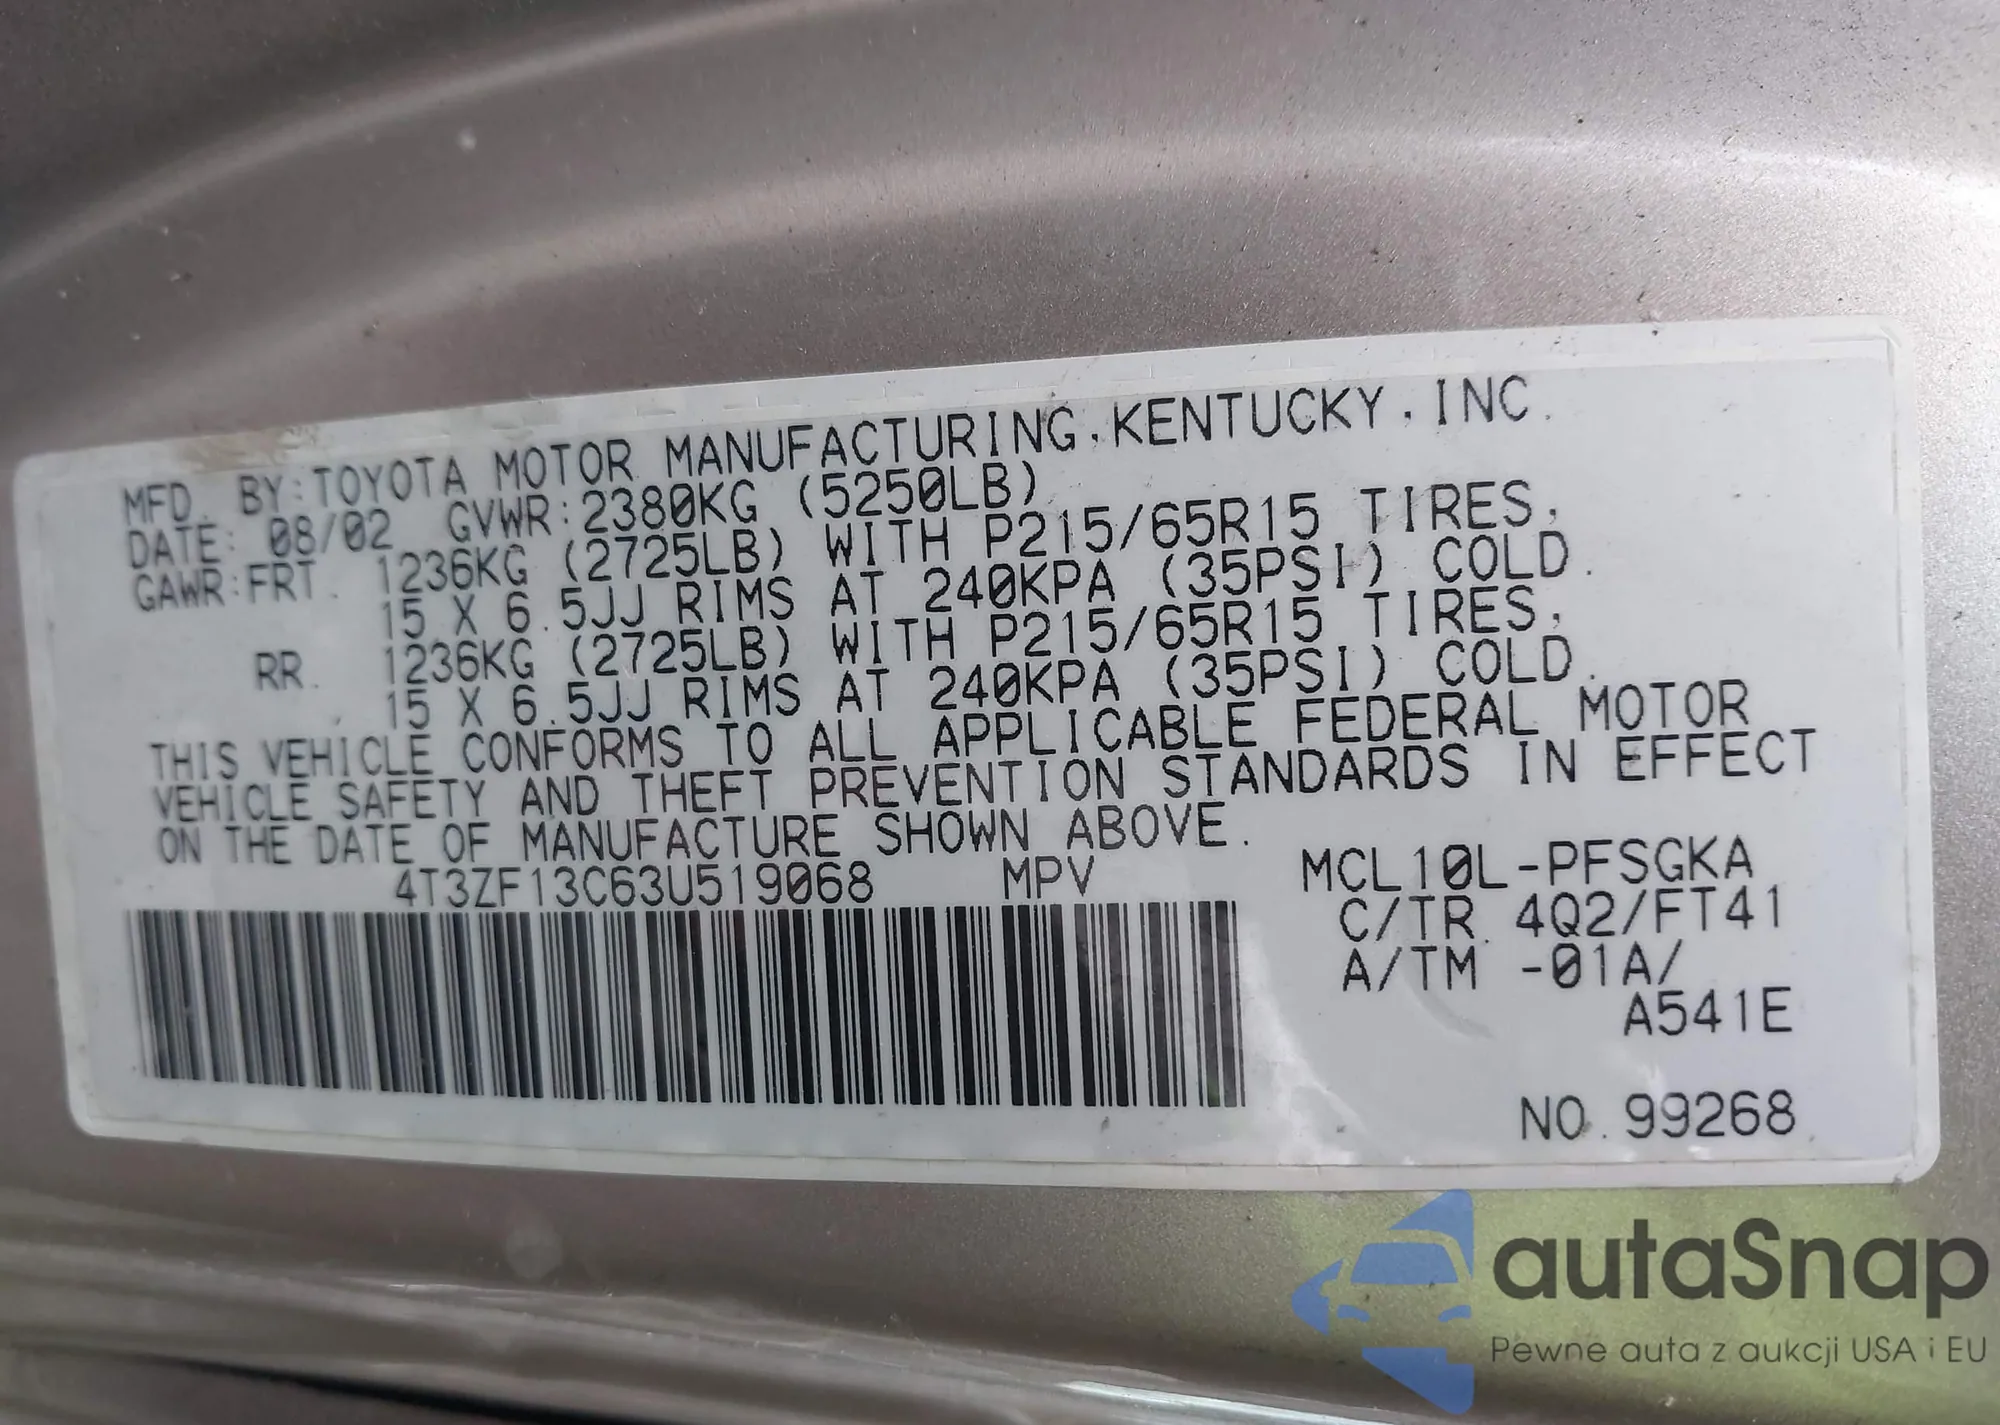 MFD. BY:TOYOTA MOTOR MANUFACTURING,KENTUCKY,INC.
DATE: 08/02 GVWR:2380KG (5250LB)
GAWR:FRT. 1236KG (2725LB) WITH P215/65R15 TIRES,
15 X 6.5JJ RIMS AT 240KPA (35PSI) COLD.
RR. 1236KG (2725LB) WITH P215/65R15 TIRES,
15 X 6.5JJ RIMS AT 240KPA (35PSI) COLD.
THIS VEHICLE CONFORMS TO ALL APPLICABLE FEDERAL MOTOR
VEHICLE SAFETY AND THEFT PREVENTION STANDARDS IN EFFECT
ON THE DATE OF MANUFACTURE SHOWN ABOVE.
4T3ZF13C63U519068 MPV MCL10L-PFSGKA
C/TR 4Q2/FT41
A/TM -01A/
A541E
NO.99268
autaSnap
Pewne auta z aukcji USA i EU